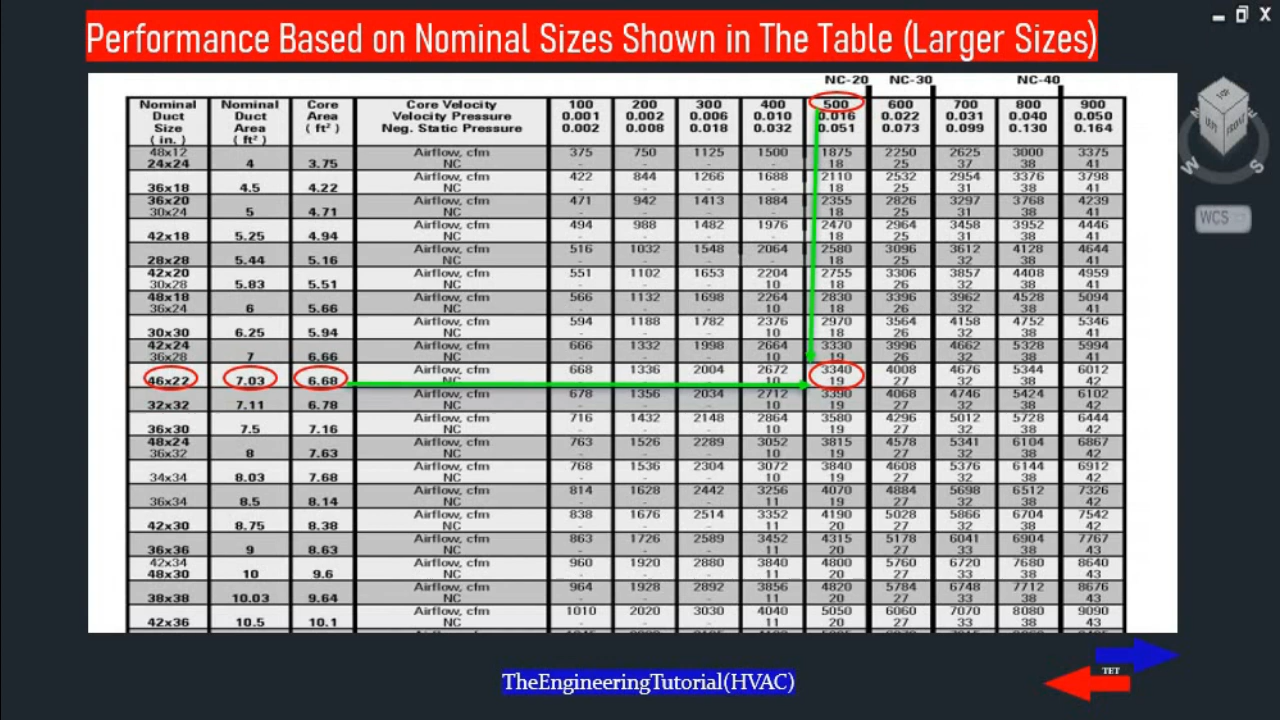 Performance Based on Nominal Sizes Shown in The Table (Larger Sizes)
NC-20 NC-30 NC-40
Nominal Nominal Core Core Velocity 100 200 300 400 500 600 700 800 900
Duct Duct Area Velocity Pressure 0.001 0.002 0.006 0.010 0.016 0.022 0.031 0.040 0.050
Size Area ( ft² ) Neg. Static Pressure 0.002 0.008 0.018 0.032 0.051 0.073 0.099 0.130 0.164
( in. ) ( ft² )
48x12 Airflow, cfm 375 750 1125 1500 1875 2250 2625 3000 3375
24x24 4 3.75 NC - - - - 18 25 37 38 41
Airflow, cfm 422 844 1266 1688 2110 2532 2954 3376 3798
36x18 4.5 4.22 NC - - - - 18 25 31 38 41
36x20 Airflow, cfm 471 942 1413 1884 2355 2826 3297 3768 4239
30x24 5 4.71 NC - - - - 18 25 31 38 41
Airflow, cfm 494 988 1482 1976 2470 2964 3458 3952 4446
42x18 5.25 4.94 NC - - - - 18 25 31 38 41
Airflow, cfm 516 1032 1548 2064 2580 3096 3612 4128 4644
28x28 5.44 5.16 NC - - - - 18 25 32 38 41
42x20 Airflow, cfm 551 1102 1653 2204 2755 3306 3857 4408 4959
30x28 5.83 5.51 NC - - - 10 18 26 32 38 41
48x18 Airflow, cfm 566 1132 1698 2264 2830 3396 3962 4528 5094
36x24 6 5.66 NC - - - 10 18 26 32 38 41
Airflow, cfm 594 1188 1782 2376 2970 3564 4158 4752 5346
30x30 6.25 5.94 NC - - - 10 18 26 32 38 41
42x24 Airflow, cfm 666 1332 1998 2664 3330 3996 4662 5328 5994
36x28 7 6.66 NC - - - 10 19 26 32 38 41
Airflow, cfm 668 1336 2004 2672 3340 4008 4676 5344 6012
46x22 7.03 6.68 NC - - - 10 19 27 32 38 42
Airflow, cfm 678 1356 2034 2712 3390 4068 4746 5424 6102
32x32 7.11 6.78 NC - - - 10 19 27 32 38 42
Airflow, cfm 716 1432 2148 2864 3580 4296 5012 5728 6444
36x30 7.5 7.16 NC - - - 10 19 27 32 38 42
48x24 Airflow, cfm 763 1526 2289 3052 3815 4578 5341 6104 6867
36x32 8 7.63 NC - - - 10 19 27 32 38 42
Airflow, cfm 768 1536 2304 3072 3840 4608 5376 6144 6912
34x34 8.03 7.68 NC - - - 10 19 27 32 38 42
Airflow, cfm 814 1628 2442 3256 4070 4884 5698 6512 7326
36x34 8.5 8.14 NC - - - 10 19 27 32 38 42
Airflow, cfm 838 1676 2514 3352 4190 5028 5866 6704 7542
42x30 8.75 8.38 NC - - - 11 20 27 32 38 42
Airflow, cfm 863 1726 2589 3452 4315 5178 6041 6904 7767
36x36 9 8.63 NC - - - 11 20 27 33 38 43
42x34 Airflow, cfm 960 1920 2880 3840 4800 5760 6720 7680 8640
48x30 10 9.6 NC - - - 11 20 27 33 38 43
Airflow, cfm 964 1928 2892 3856 4820 5784 6748 7712 8676
38x38 10.03 9.64 NC - - - 11 20 27 33 38 43
Airflow, cfm 1010 2020 3030 4040 5050 6060 7070 8080 9090
42x36 10.5 10.1 NC - - - 11 20 27 33 38 43
TheEngineeringTutorial(HVAC)
TET
TOP
LEFT FRONT
W S
WCS